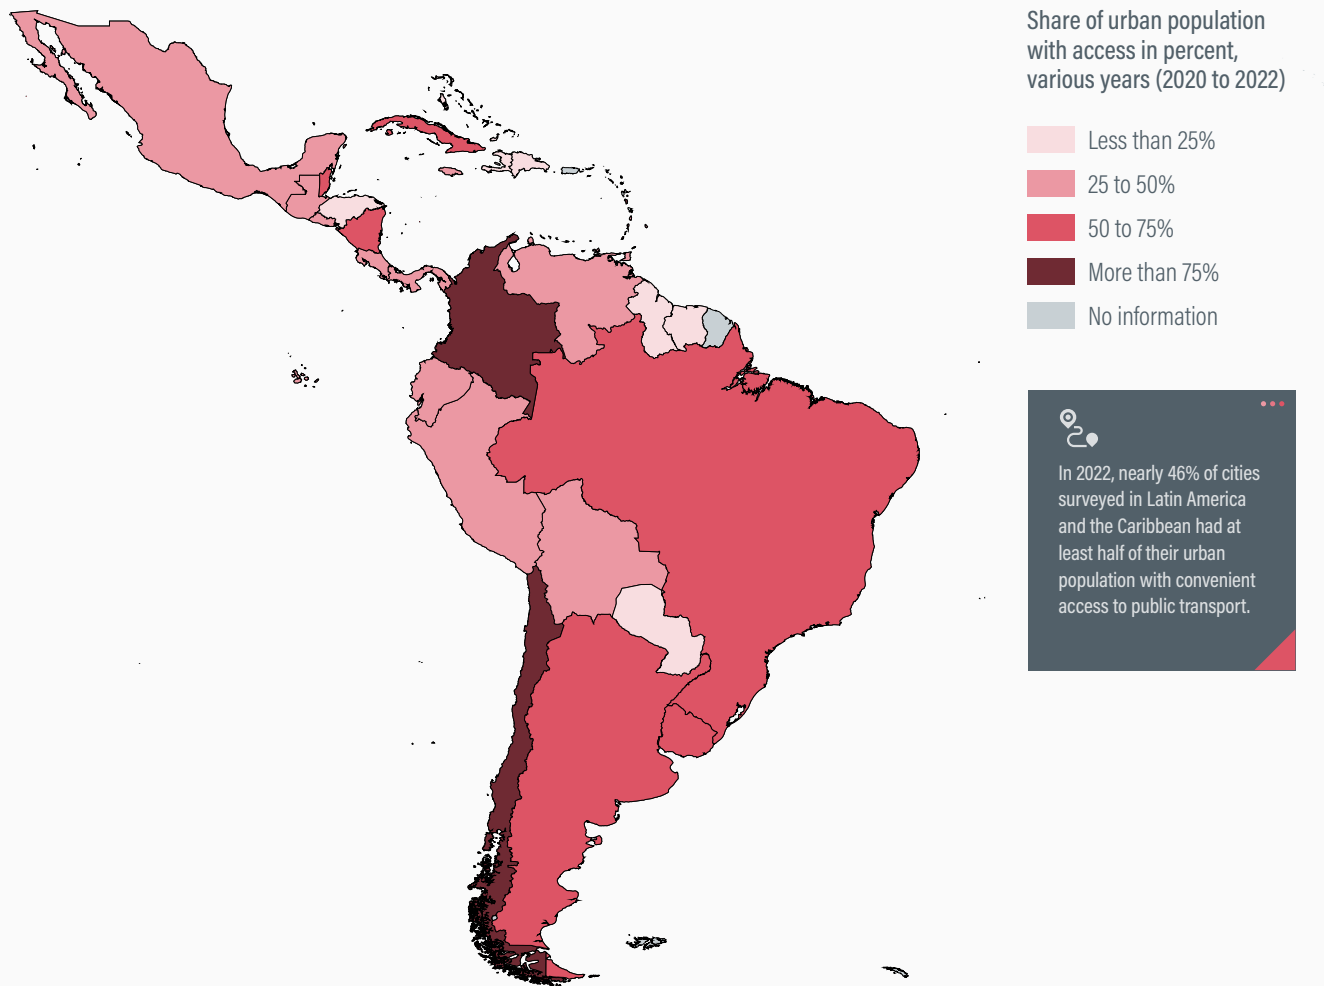 Share of urban population
with access in percent,
various years (2020 to 2022)
Less than 25%
25 to 50%
50 to 75%
More than 75%
No information
In 2022, nearly 46% of cities
surveyed in Latin America
and the Caribbean had at
least half of their urban
population with convenient
access to public transport.